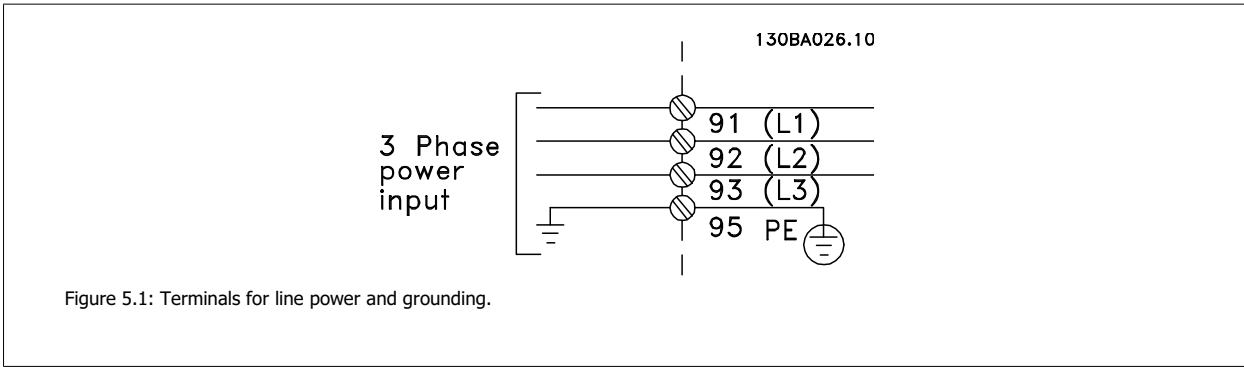 130BA026.10
3 Phase
power
input
91 (L1)
92 (L2)
93 (L3)
95 PE
Figure 5.1: Terminals for line power and grounding.